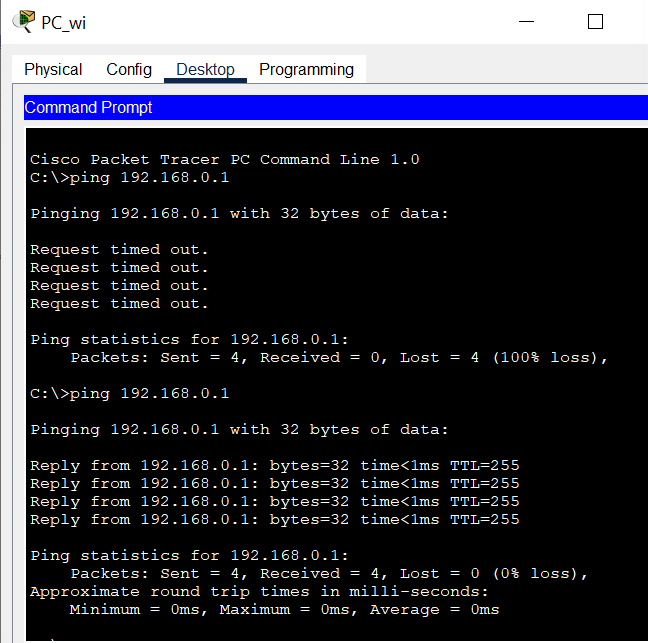 PC_wi
Physical Config Desktop Programming
Command Prompt
Cisco Packet Tracer PC Command Line 1.0
C:\>ping 192.168.0.1
Pinging 192.168.0.1 with 32 bytes of data:
Request timed out.
Request timed out.
Request timed out.
Request timed out.
Ping statistics for 192.168.0.1:
Packets: Sent = 4, Received = 0, Lost = 4 (100% loss),
C:\>ping 192.168.0.1
Pinging 192.168.0.1 with 32 bytes of data:
Reply from 192.168.0.1: bytes=32 time<1ms TTL=255
Reply from 192.168.0.1: bytes=32 time<1ms TTL=255
Reply from 192.168.0.1: bytes=32 time<1ms TTL=255
Reply from 192.168.0.1: bytes=32 time<1ms TTL=255
Ping statistics for 192.168.0.1:
Packets: Sent = 4, Received = 4, Lost = 0 (0% loss),
Approximate round trip times in milli-seconds:
Minimum = 0ms, Maximum = 0ms, Average = 0ms